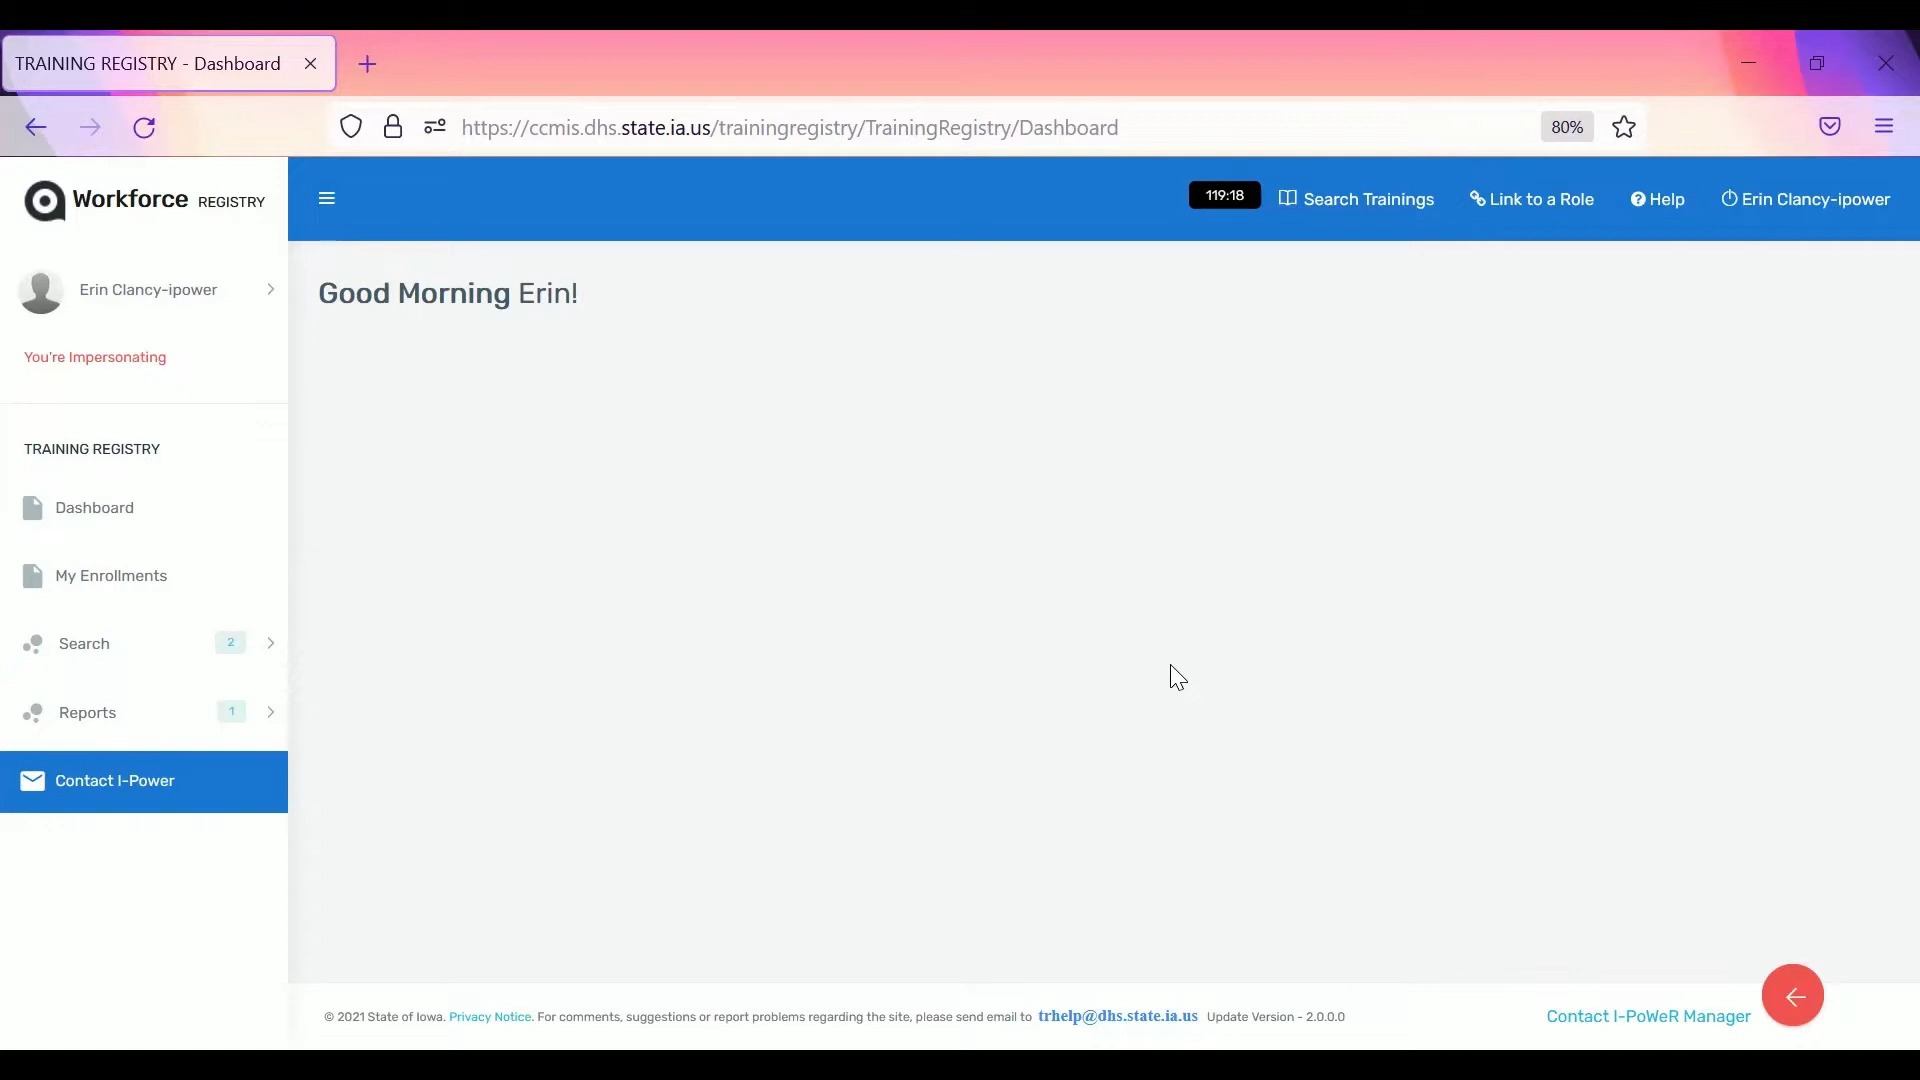 TRAINING REGISTRY - Dashboard
https://ccmis.dhs.state.ia.us/trainingregistry/TrainingRegistry/Dashboard
80%
Workforce REGISTRY
119:18
Search Trainings
Link to a Role
Help
Erin Clancy-ipower
Erin Clancy-ipower
Good Morning Erin!
You're Impersonating
TRAINING REGISTRY
Dashboard
My Enrollments
Search 2
Reports 1
Contact I-Power
© 2021 State of Iowa. Privacy Notice. For comments, suggestions or report problems regarding the site, please send email to trhelp@dhs.state.ia.us Update Version - 2.0.0.0
Contact I-PoWeR Manager